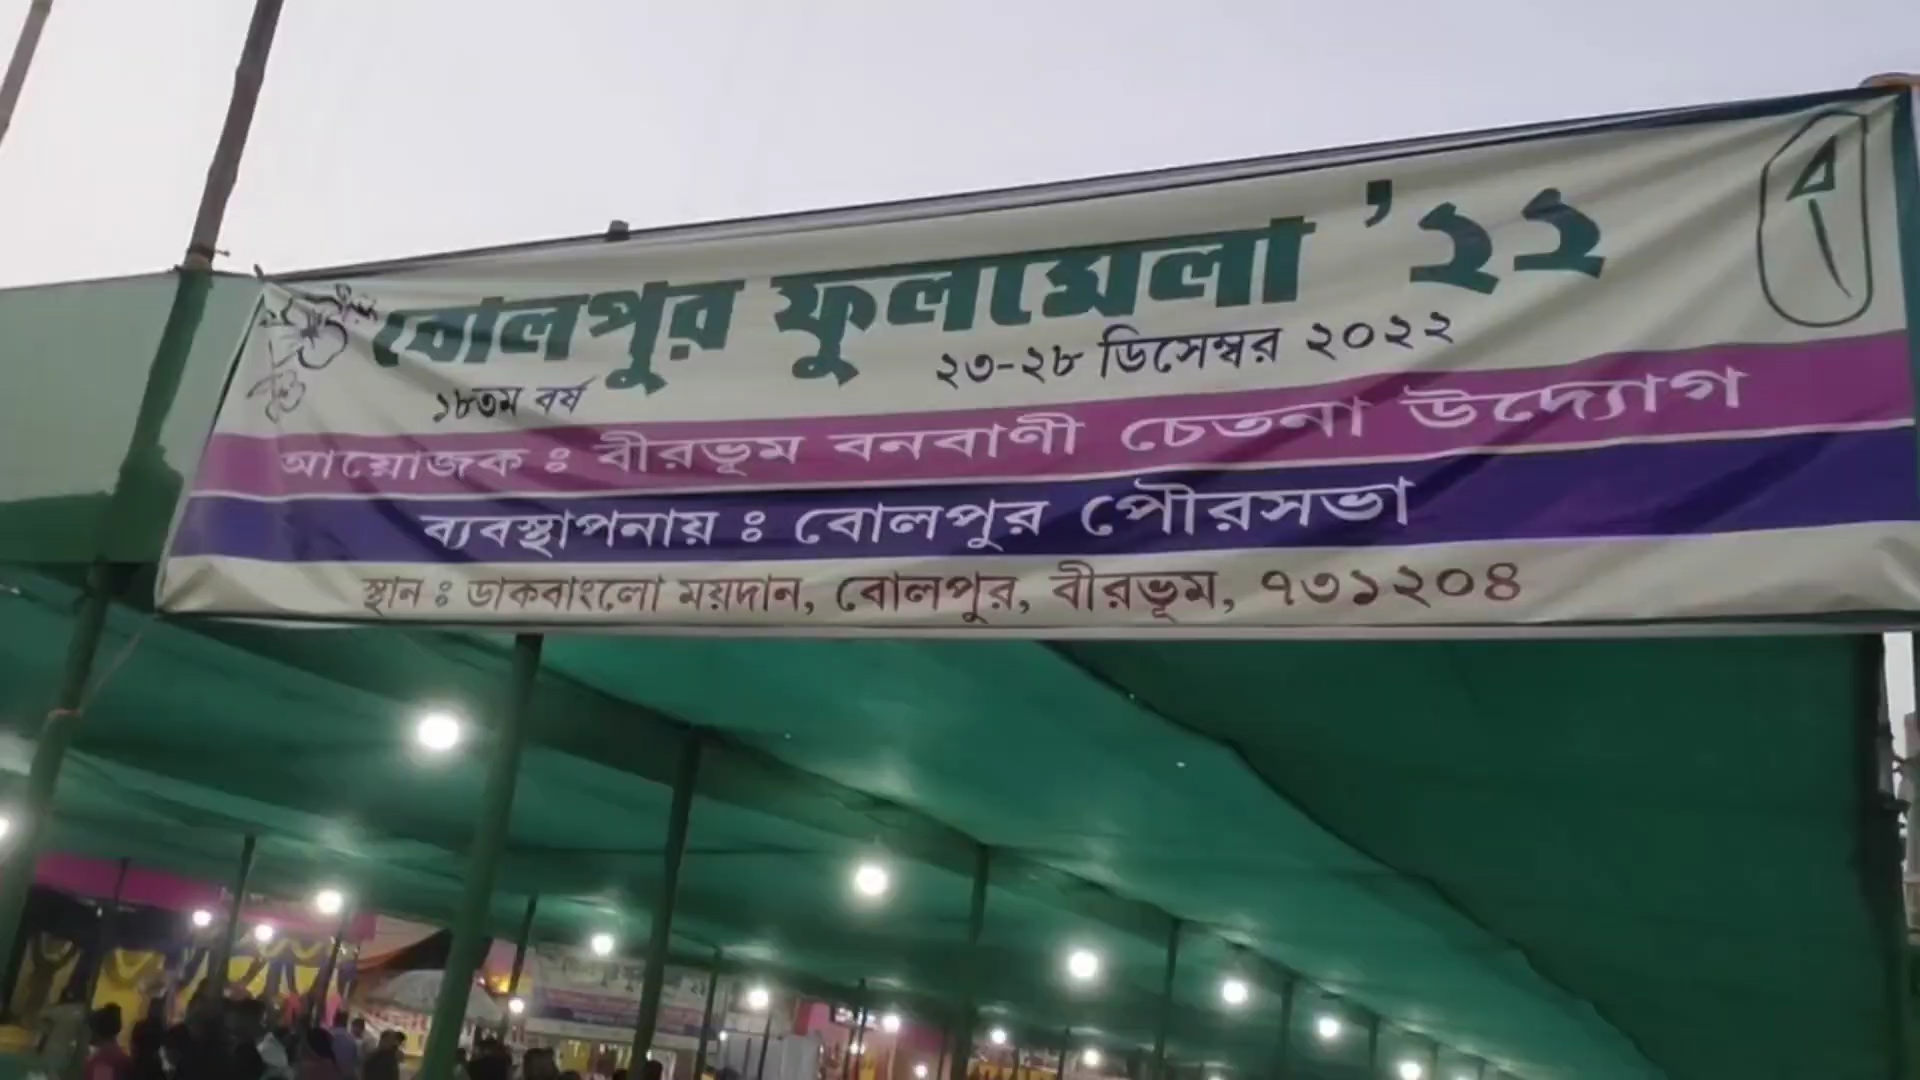 বোলপুর ফুলমেলা '২২
১৮তম বর্ষ
২৩-২৮ ডিসেম্বর ২০২২
আয়োজক ঃ বীরভূম বনবাণী চেতনা উদ্যোগ
ব্যবস্থাপনায় ঃ বোলপুর পৌরসভা
স্থান ঃ ডাকবাংলো ময়দান, বোলপুর, বীরভূম, ৭৩১২০৪